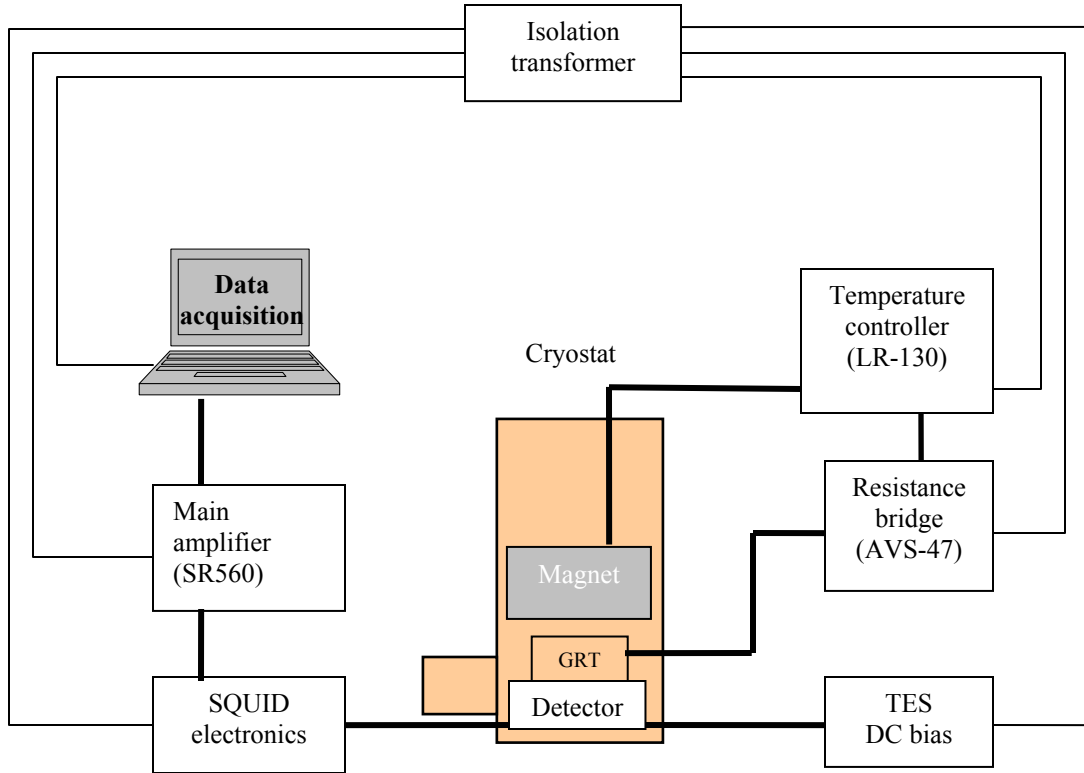 Isolation
transformer
Data
acquisition
Cryostat
Temperature
controller
(LR-130)
Main
amplifier
(SR560)
Resistance
bridge
(AVS-47)
Magnet
GRT
Detector
SQUID
electronics
TES
DC bias